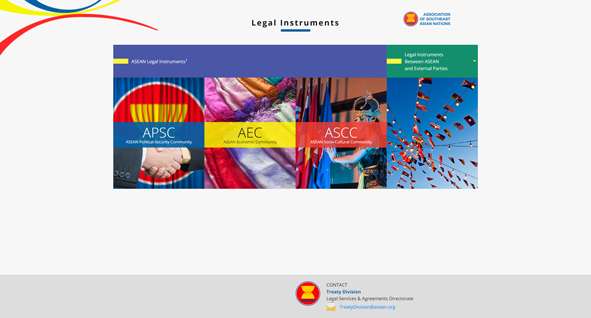 Legal Instruments
ASSOCIATION
OF SOUTHEAST
ASIAN NATIONS
ASEAN Legal Instruments¹
Legal Instruments
Between ASEAN
and External Parties
APSC
ASEAN Political-Security Community
AEC
ASEAN Economic Community
ASCC
ASEAN Socio-Cultural Community
CONTACT
Treaty Division
Legal Services & Agreements Directorate
TreatyDivision@asean.org